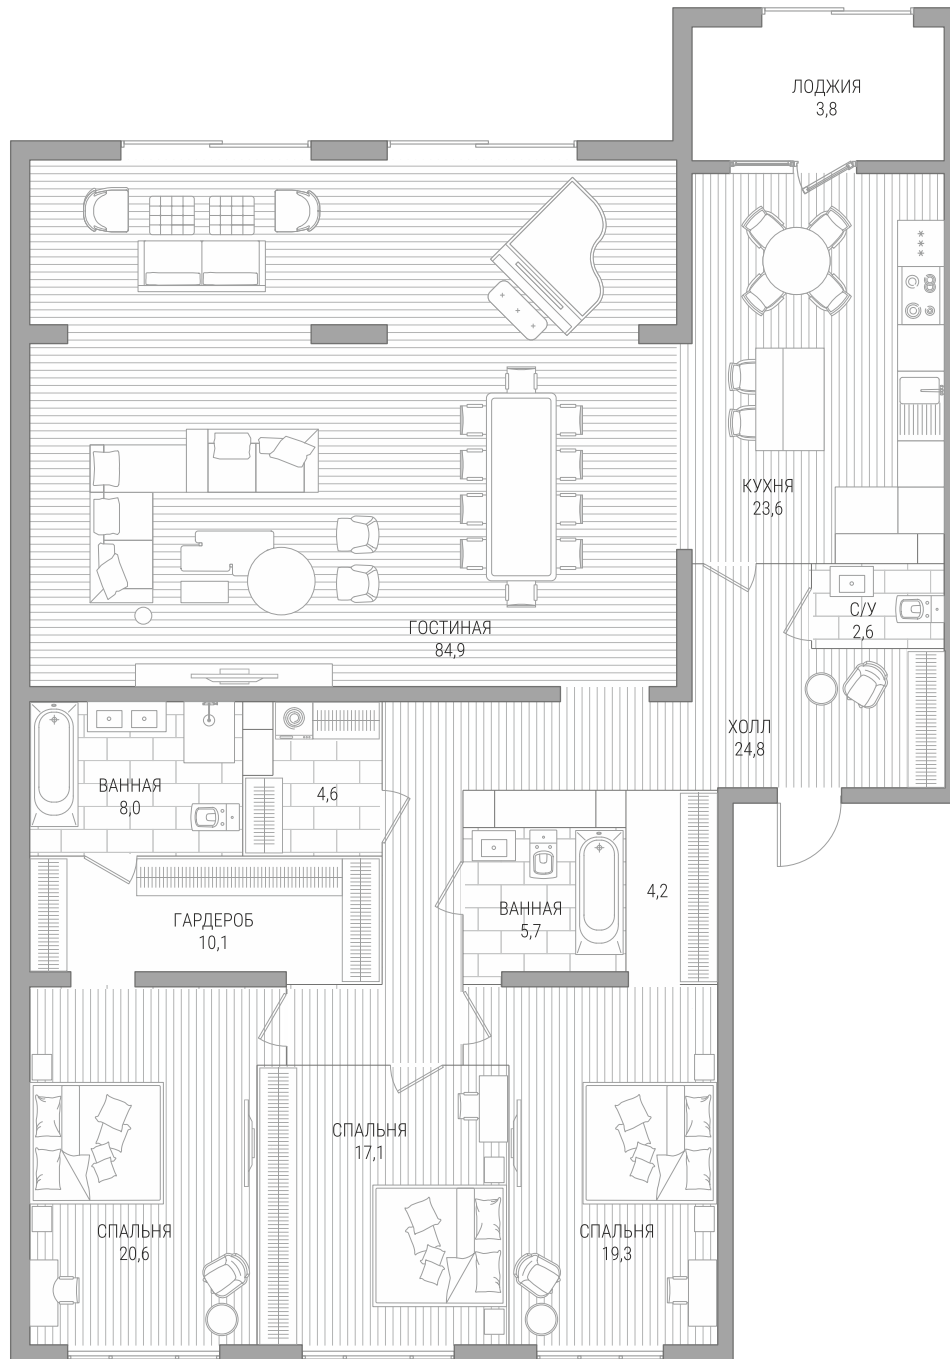 ЛОДЖИЯ
3,8
КУХНЯ
23,6
С/У
2,6
ГОСТИНАЯ
84,9
ХОЛЛ
24,8
ВАННАЯ
8,0
4,6
ВАННАЯ
5,7
4,2
ГАРДЕРОБ
10,1
СПАЛЬНЯ
17,1
СПАЛЬНЯ
20,6
СПАЛЬНЯ
19,3